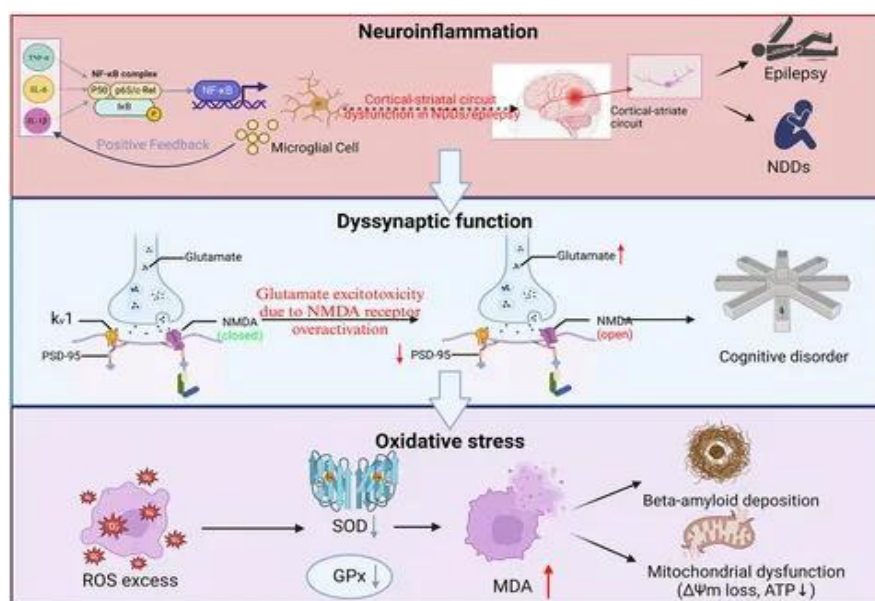 Neuroinflammation
TNF-α
IL-6
IL-1β
NF-κB complex
P50
p65/c-Rel
IκB
P
NF-κB
Positive Feedback
Microglial Cell
Cortical-striatal circuit
dysfunction in NDDs/epilepsy
Cortical-striate
circuit
Epilepsy
NDDs
Dyssynaptic function
Glutamate
kv1
NMDA
(closed)
PSD-95
Glutamate excitotoxicity
due to NMDA receptor
overactivation
Glutamate
NMDA
(open)
PSD-95
Cognitive disorder
Oxidative stress
ROS excess
SOD
GPx
MDA
Beta-amyloid deposition
Mitochondrial dysfunction
(ΔΨm loss, ATP↓)